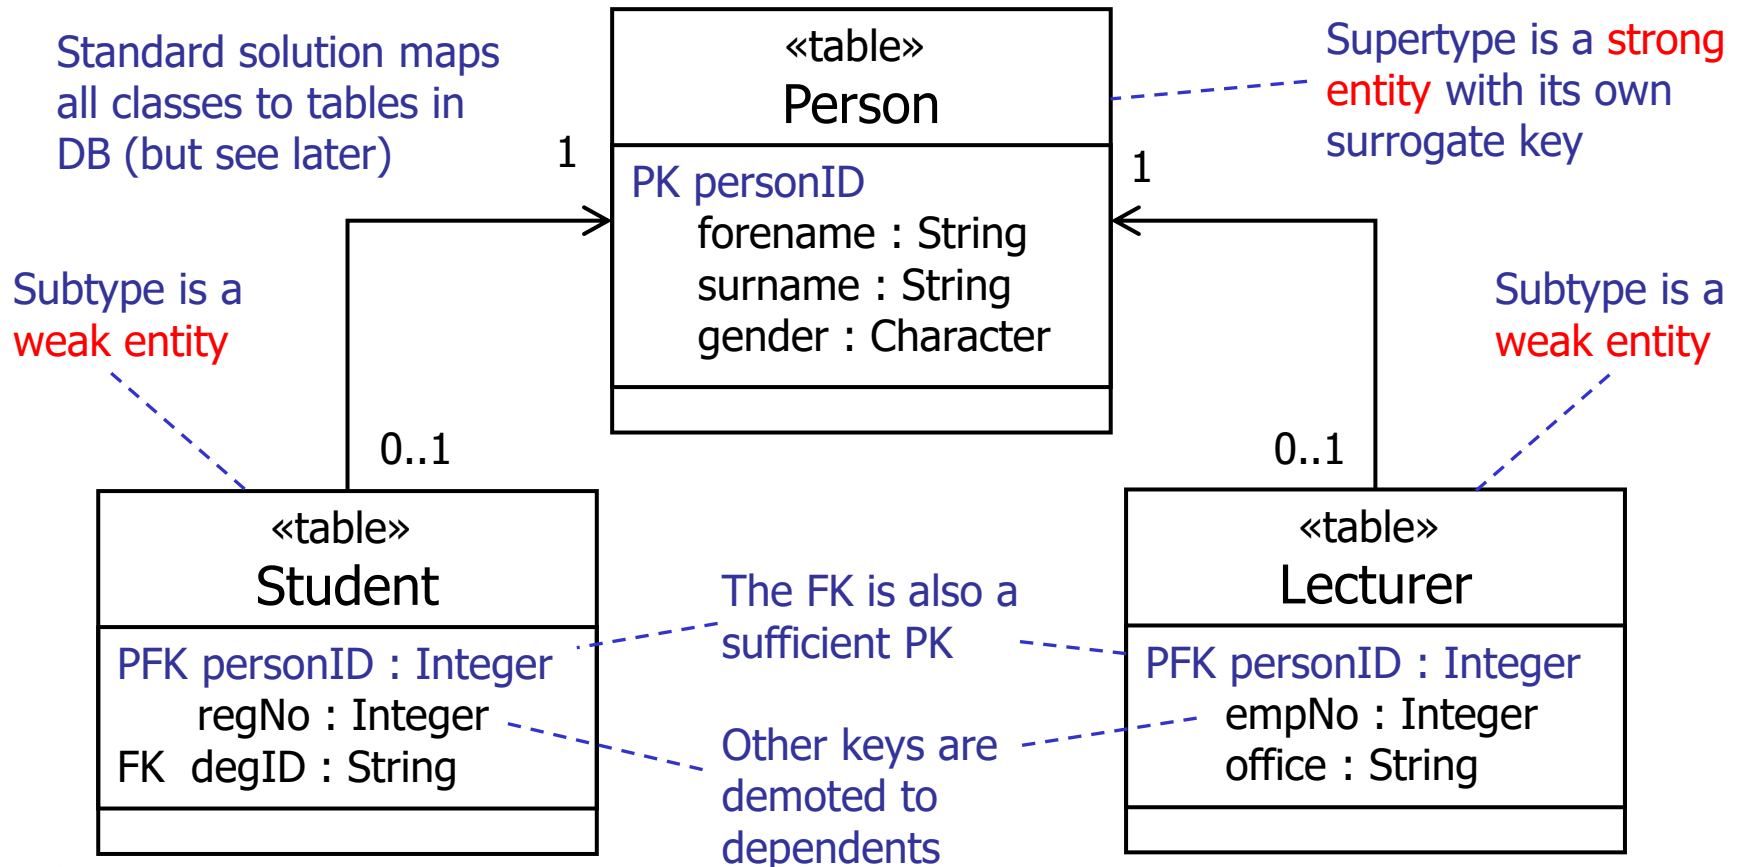 Standard solution maps
all classes to tables in
DB (but see later)
«table»
Person
PK personID
forename : String
surname : String
gender : Character
Supertype is a strong
entity with its own
surrogate key
1
1
Subtype is a
weak entity
Subtype is a
weak entity
0..1
0..1
«table»
Student
PFK personID : Integer
regNo : Integer
FK degID : String
The FK is also a
sufficient PK
Other keys are
demoted to
dependents
«table»
Lecturer
PFK personID : Integer
empNo : Integer
office : String